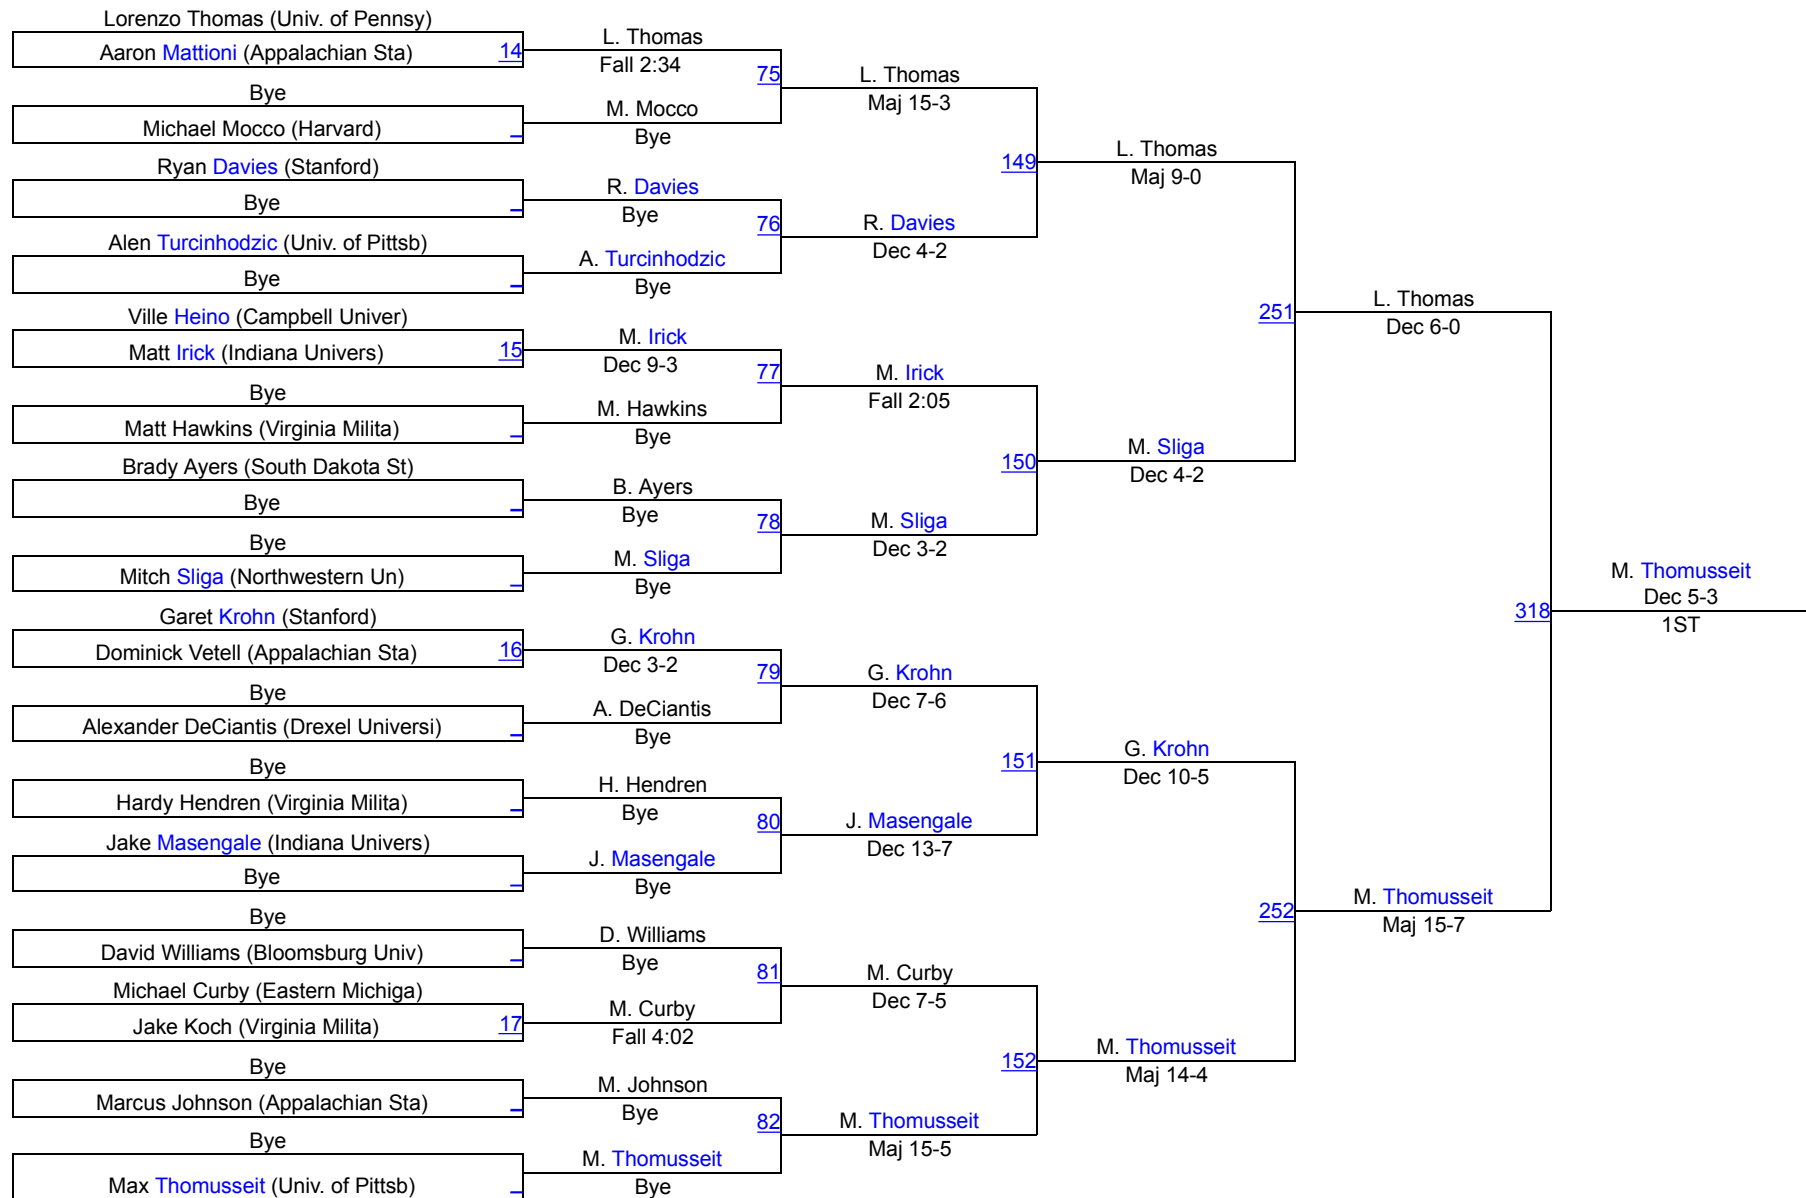 Lorenzo Thomas (Univ. of Pennsy)
Aaron Mattioni (Appalachian Sta) 14
Bye
Michael Mocco (Harvard)
Ryan Davies (Stanford)
Bye
Alen Turcinhodzic (Univ. of Pittsb)
Bye
Ville Heino (Campbell Univer)
Matt Irick (Indiana Univers) 15
Bye
Matt Hawkins (Virginia Milita)
Brady Ayers (South Dakota St)
Bye
Bye
Mitch Sliga (Northwestern Un)
Garet Krohn (Stanford)
Dominick Vetell (Appalachian Sta) 16
Bye
Alexander DeCiantis (Drexel Universi)
Bye
Hardy Hendren (Virginia Milita)
Jake Masengale (Indiana Univers)
Bye
Bye
David Williams (Bloomsburg Univ)
Michael Curby (Eastern Michiga)
Jake Koch (Virginia Milita) 17
Bye
Marcus Johnson (Appalachian Sta)
Bye
Max Thomusseit (Univ. of Pittsb)
L. Thomas
Fall 2:34
75
M. Mocco
Bye
R. Davies
Bye
76
A. Turcinhodzic
Bye
M. Irick
Dec 9-3
77
M. Hawkins
Bye
B. Ayers
Bye
78
M. Sliga
Bye
G. Krohn
Dec 3-2
79
A. DeCiantis
Bye
H. Hendren
Bye
80
J. Masengale
Bye
D. Williams
Bye
81
M. Curby
Fall 4:02
M. Johnson
Bye
82
M. Thomusseit
Bye
L. Thomas
Maj 15-3
149
R. Davies
Dec 4-2
M. Irick
Fall 2:05
150
M. Sliga
Dec 3-2
G. Krohn
Dec 7-6
151
J. Masengale
Dec 13-7
M. Curby
Dec 7-5
152
M. Thomusseit
Maj 15-5
L. Thomas
Maj 9-0
251
M. Sliga
Dec 4-2
G. Krohn
Dec 10-5
252
M. Thomusseit
Maj 14-4
L. Thomas
Dec 6-0
318
M. Thomusseit
Maj 15-7
M. Thomusseit
Dec 5-3
1ST